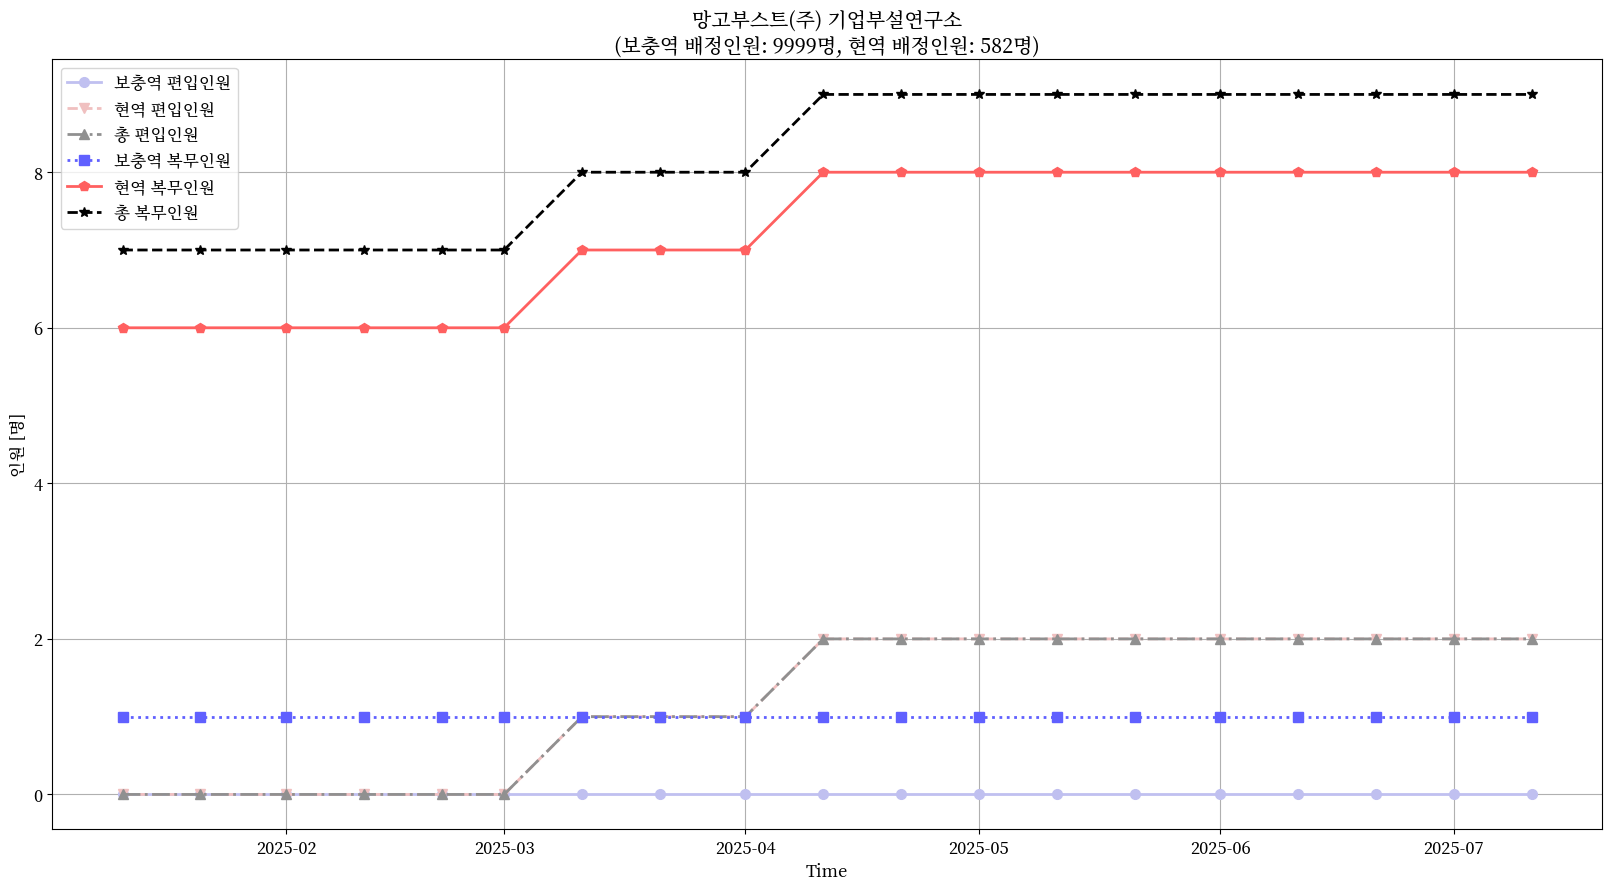 망고부스트(주) 기업부설연구소
(보충역 배정인원: 9999명, 현역 배정인원: 582명)
보충역 편입인원
현역 편입인원
총 편입인원
보충역 복무인원
현역 복무인원
총 복무인원
인원 [명]
8
6
4
2
0
2025-02
2025-03
2025-04
2025-05
2025-06
2025-07
Time